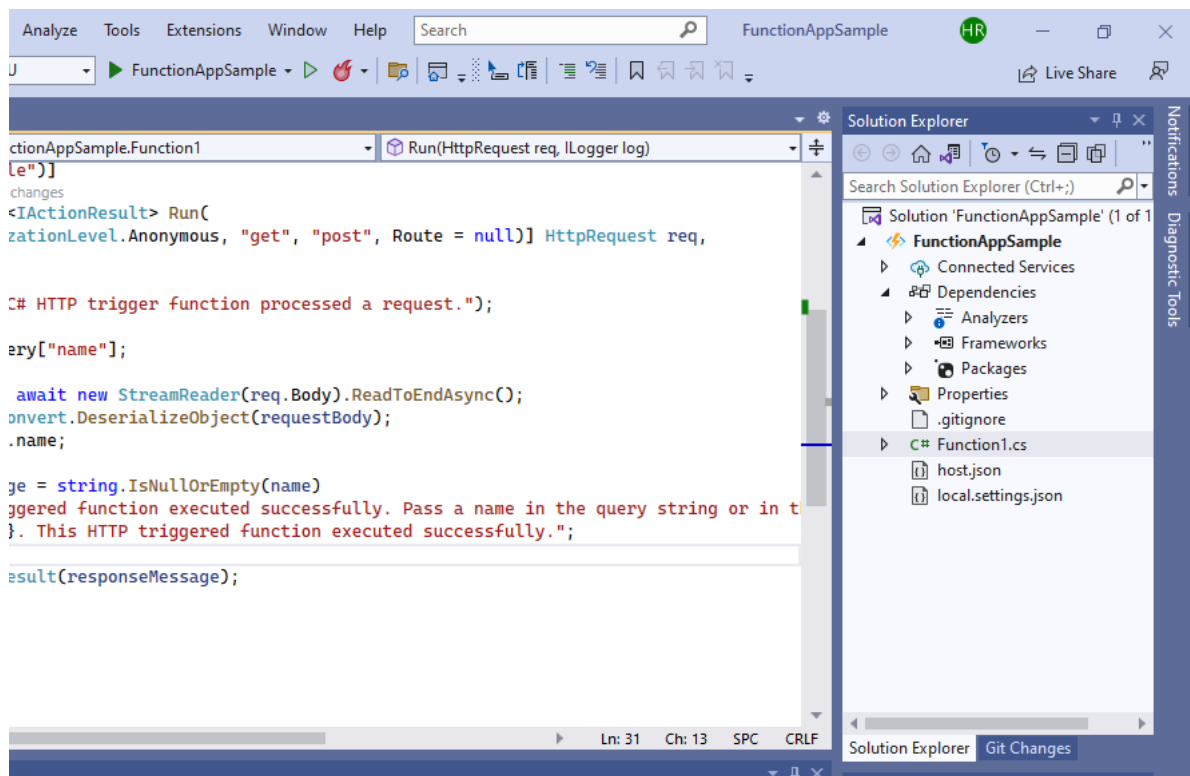 Analyze Tools Extensions Window Help Search FunctionAppSample HR
U FunctionAppSample Live Share
ctionAppSample.Function1 Run(HttpRequest req, ILogger log)
le")]
changes
<IActionResult> Run(
zationLevel.Anonymous, "get", "post", Route = null)] HttpRequest req,
C# HTTP trigger function processed a request.");
ery["name"];
await new StreamReader(req.Body).ReadToEndAsync();
onvert.DeserializeObject(requestBody);
.name;
ge = string.IsNullOrEmpty(name)
ggered function executed successfully. Pass a name in the query string or in t
}. This HTTP triggered function executed successfully.";
esult(responseMessage);
Ln: 31 Ch: 13 SPC CRLF
Solution Explorer
Search Solution Explorer (Ctrl+;)
Solution 'FunctionAppSample' (1 of 1
FunctionAppSample
Connected Services
Dependencies
Analyzers
Frameworks
Packages
Properties
.gitignore
C# Function1.cs
host.json
local.settings.json
Solution Explorer Git Changes
Notifications
Diagnostic Tools